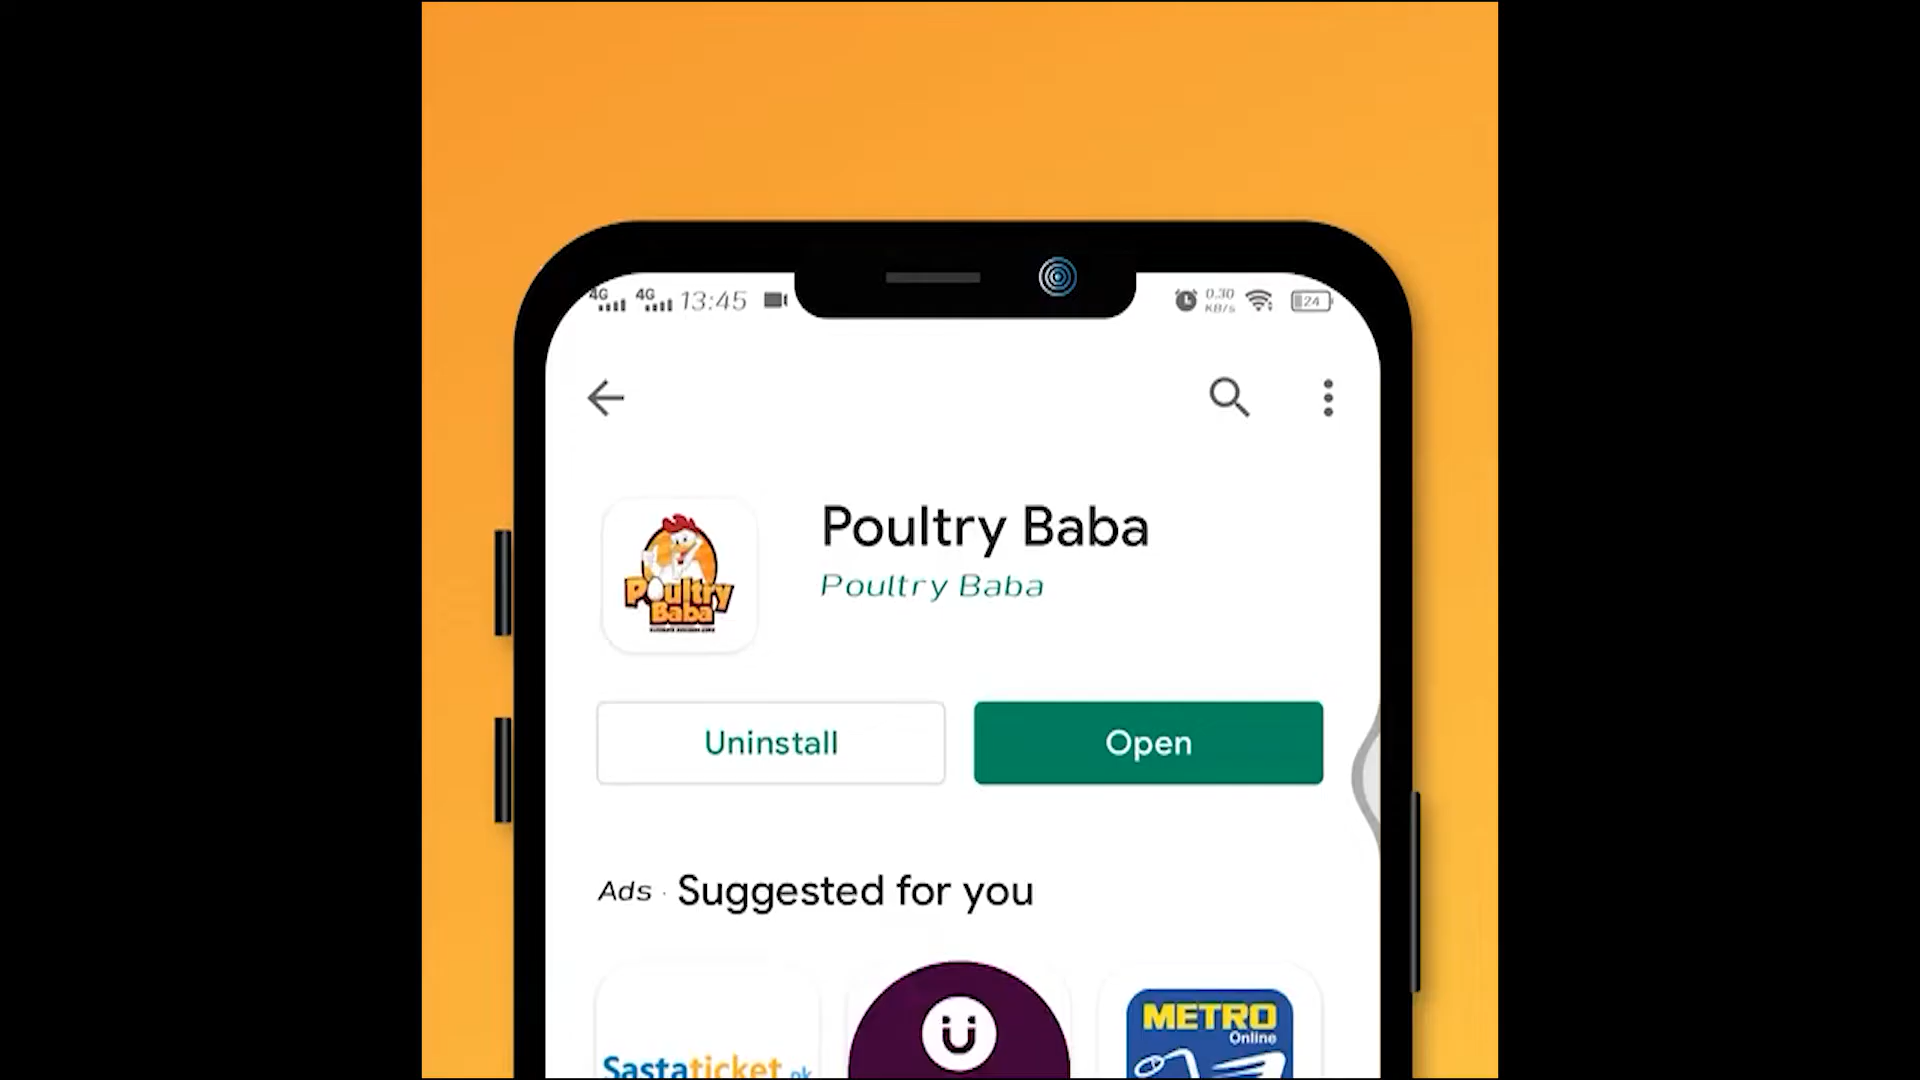 4G 4G 13:45 0.30 KB/s 24
Poultry Baba
Poultry Baba
Poultry
Baba
Uninstall Open
Ads · Suggested for you
METRO
Online
Sastaticket.pk